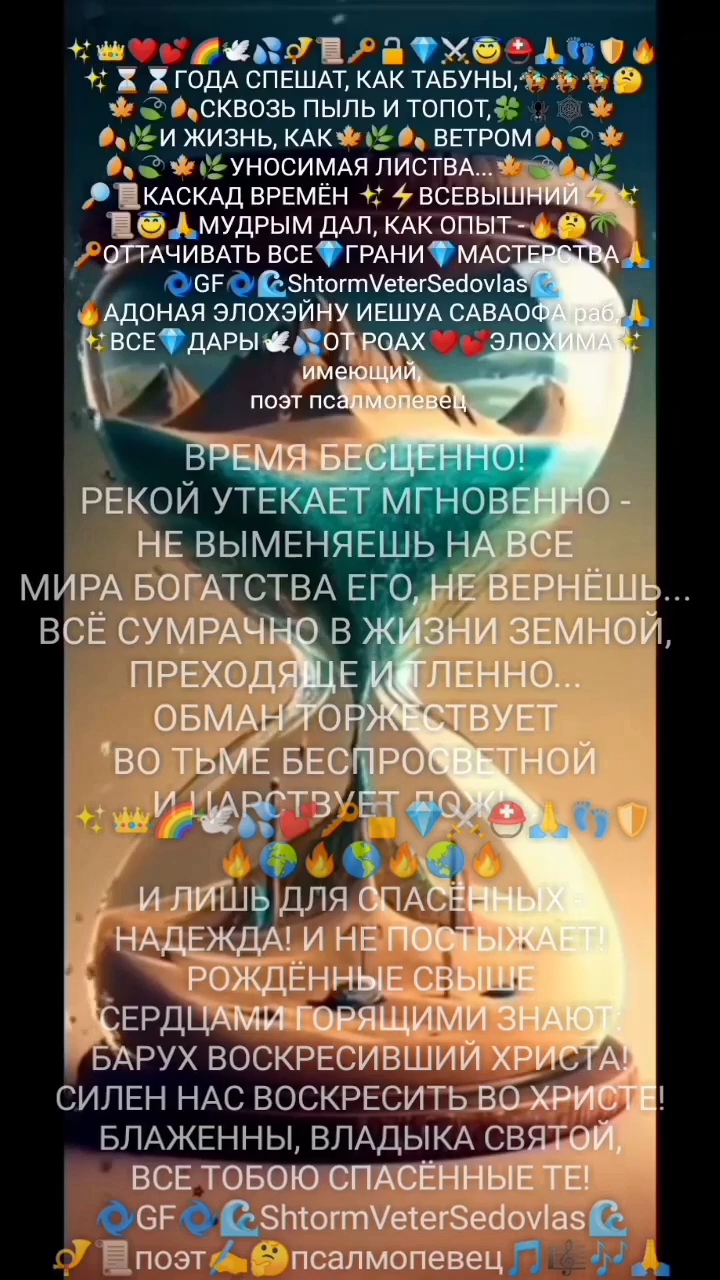 ✨👑❤️💕🌈🕊️💦📯📜🔑🔒💎⚔️😇⛑️🙏👣🛡️🔥
✨⏳⏳ГОДА СПЕШАТ, КАК ТАБУНЫ,🏇🏇🏇🤔
🍁🍃🍂СКВОЗЬ ПЫЛЬ И ТОПОТ,🍀🕷️🕸️🍁
🍂🌿И ЖИЗНЬ, КАК🍁🌿🍂 ВЕТРОМ🍂🍃🍁
🍂🍃🍁🌿УНОСИМАЯ ЛИСТВА...🍁🍃🍂🌿
🔎📜КАСКАД ВРЕМЁН ✨⚡ВСЕВЫШНИЙ⚡✨
📜😇🙏МУДРЫМ ДАЛ, КАК ОПЫТ -🔥🤔🌴
🔑ОТТАЧИВАТЬ ВСЕ💎ГРАНИ💎МАСТЕРСТВА🙏
🌀GF🌀🌊ShtormVeterSedovlas🌊
🔥АДОНАЯ ЭЛОХЭЙНУ ИЕШУА САВАОФА раб,🙏
✨ВСЕ💎ДАРЫ🕊️💦ОТ РОАХ❤️💕ЭЛОХИМА✨
имеющий,
поэт псалмопевец
ВРЕМЯ БЕСЦЕННО!
РЕКОЙ УТЕКАЕТ МГНОВЕННО -
НЕ ВЫМЕНЯЕШЬ НА ВСЕ
МИРА БОГАТСТВА ЕГО, НЕ ВЕРНЁШЬ...
ВСЁ СУМРАЧНО В ЖИЗНИ ЗЕМНОЙ,
ПРЕХОДЯЩЕ И ТЛЕННО...
ОБМАН ТОРЖЕСТВУЕТ
ВО ТЬМЕ БЕСПРОСВЕТНОЙ
И ЦАРСТВУЕТ ЛОЖЬ
✨👑🌈🕊️💦❤️🔑🔒💎⚔️⛑️🙏👣🛡️
🔥🌍🔥🌎🔥🌏🔥
И ЛИШЬ ДЛЯ СПАСЁННЫХ -
НАДЕЖДА! И НЕ ПОСТЫЖАЕТ!
РОЖДЁННЫЕ СВЫШЕ
СЕРДЦАМИ ГОРЯЩИМИ ЗНАЮТ:
БАРУХ ВОСКРЕСИВШИЙ ХРИСТА!
СИЛЕН НАС ВОСКРЕСИТЬ ВО ХРИСТЕ!
БЛАЖЕННЫ, ВЛАДЫКА СВЯТОЙ,
ВСЕ ТОБОЮ СПАСЁННЫЕ ТЕ!
🌀GF🌀🌊ShtormVeterSedovlas🌊
📯📜поэт✍️🤔псалмопевец🎵🎼🎶🙏